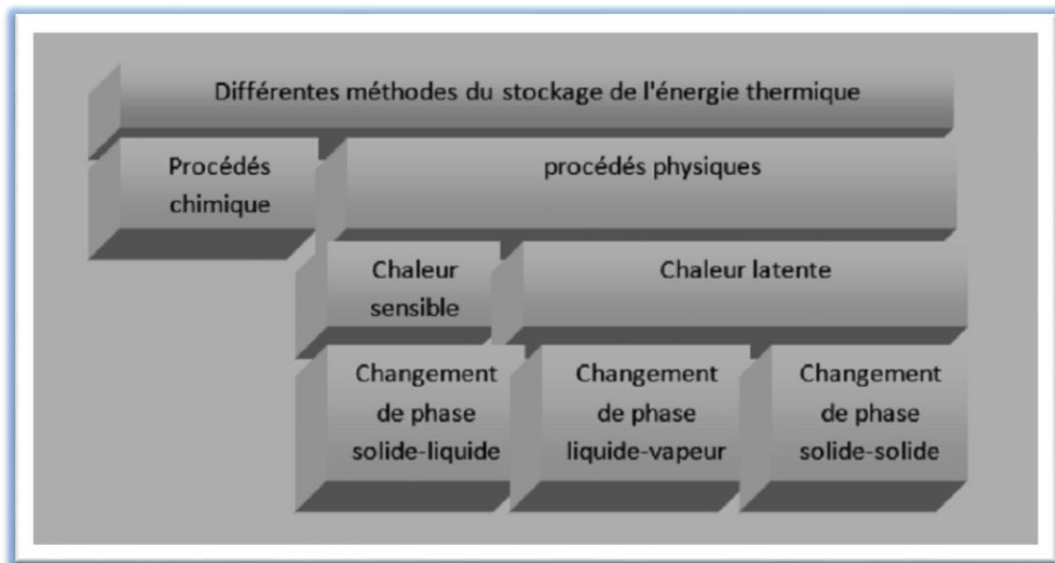 Différentes méthodes du stockage de l'énergie thermique
Procédés
chimique
procédés physiques
Chaleur
sensible
Chaleur latente
Changement
de phase
solide-liquide
Changement
de phase
liquide-vapeur
Changement
de phase
solide-solide